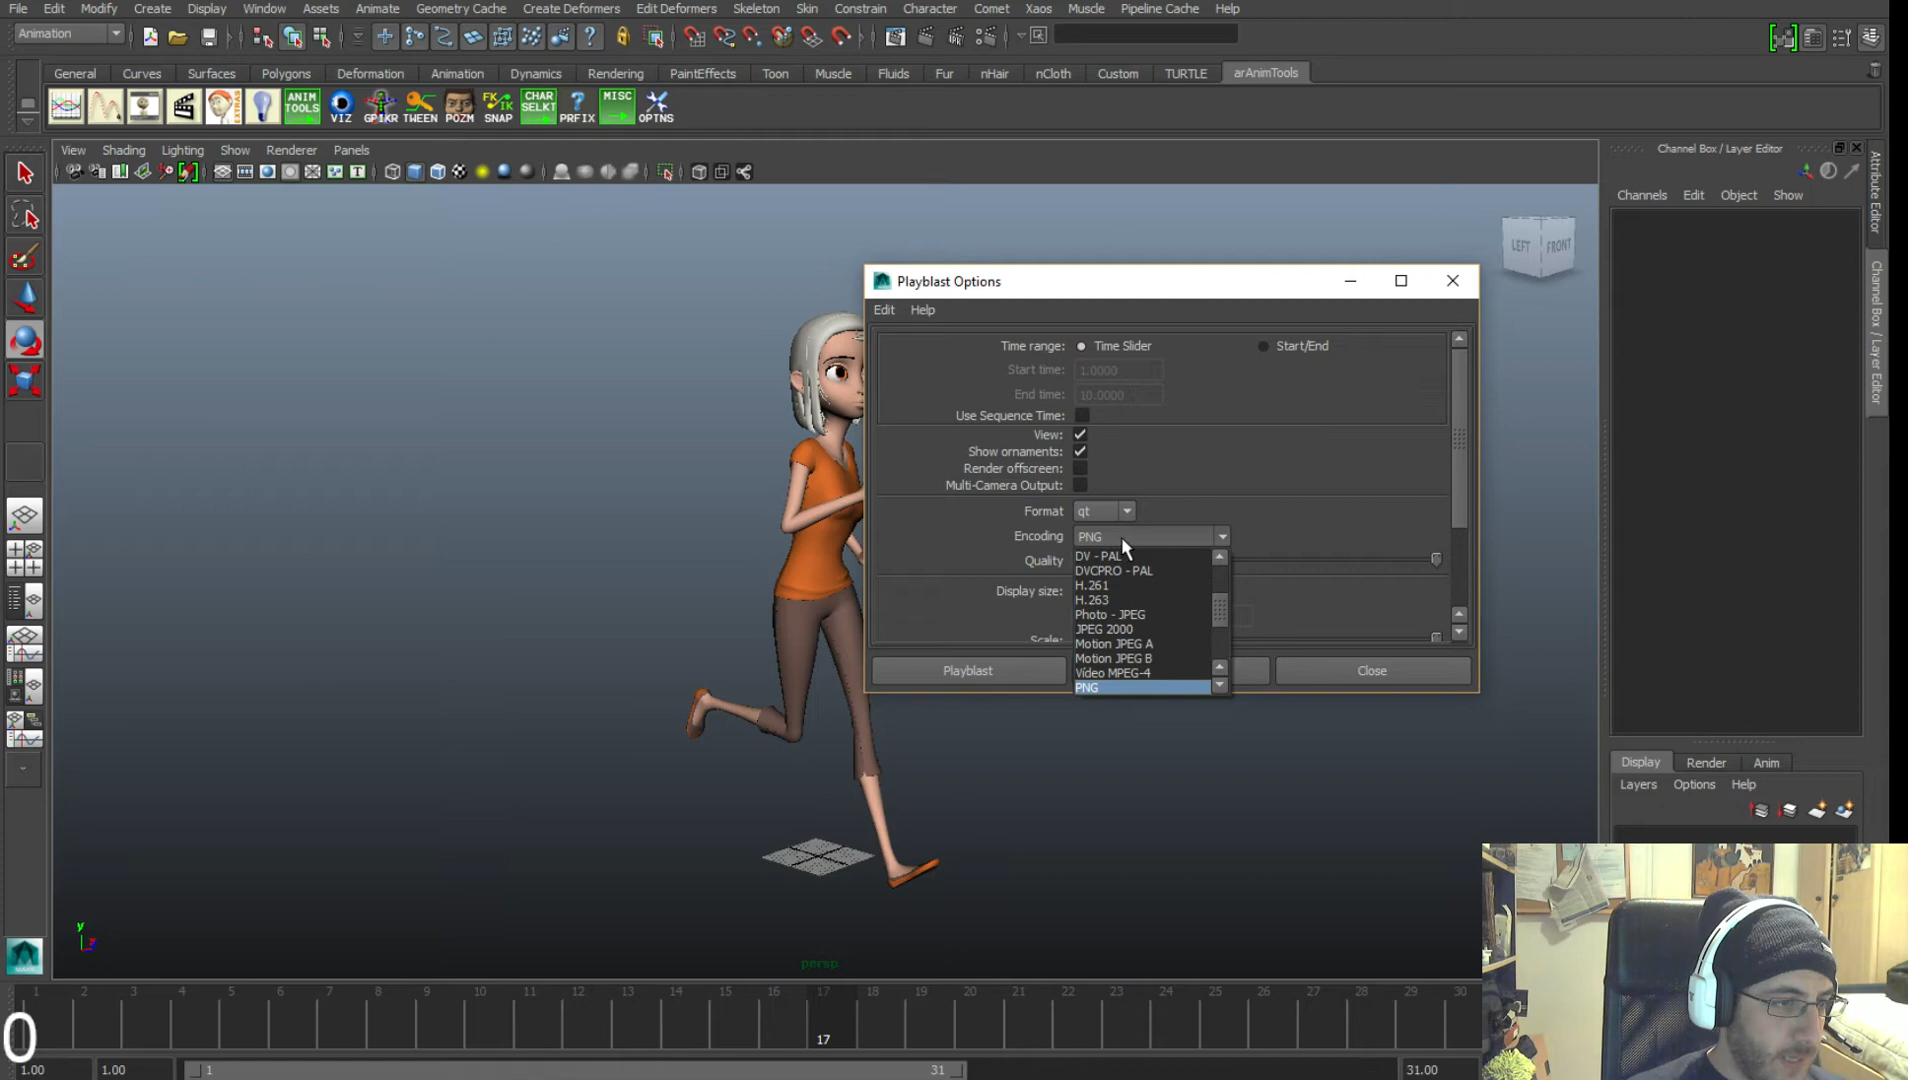 File Edit Modify Create Display Window Assets Animate Geometry Cache Create Deformers Edit Deformers Skeleton Skin Constrain Character Comet Xaos Muscle Pipeline Cache Help
Animation
General Curves Surfaces Polygons Deformation Animation Dynamics Rendering PaintEffects Toon Muscle Fluids Fur nHair nCloth Custom TURTLE arAnimTools
ANIM TOOLS VIZ GPIKR TWEEN POZM FK/IK SNAP CHAR SELKT PRFIX MISC OPTNS
View Shading Lighting Show Renderer Panels
Channel Box / Layer Editor
Channels Edit Object Show
Attribute Editor
Channel Box / Layer Editor
LEFT FRONT
Playblast Options
Edit Help
Time range: Time Slider Start/End
Start time: 1.0000
End time: 10.0000
Use Sequence Time:
View:
Show ornaments:
Render offscreen:
Multi-Camera Output:
Format qt
Encoding PNG
Quality
Display size:
Scale:
DV - PAL
DVCPRO - PAL
H.261
H.263
Photo - JPEG
JPEG 2000
Motion JPEG A
Motion JPEG B
Vídeo MPEG-4
PNG
Playblast Close
Display Render Anim
Layers Options Help
y
z
persp
1 2 3 4 5 6 7 8 9 10 11 12 13 14 15 16 17 18 19 20 21 22 23 24 25 26 27 28 29 30
17
0
1.00 1.00 1 31 31.00